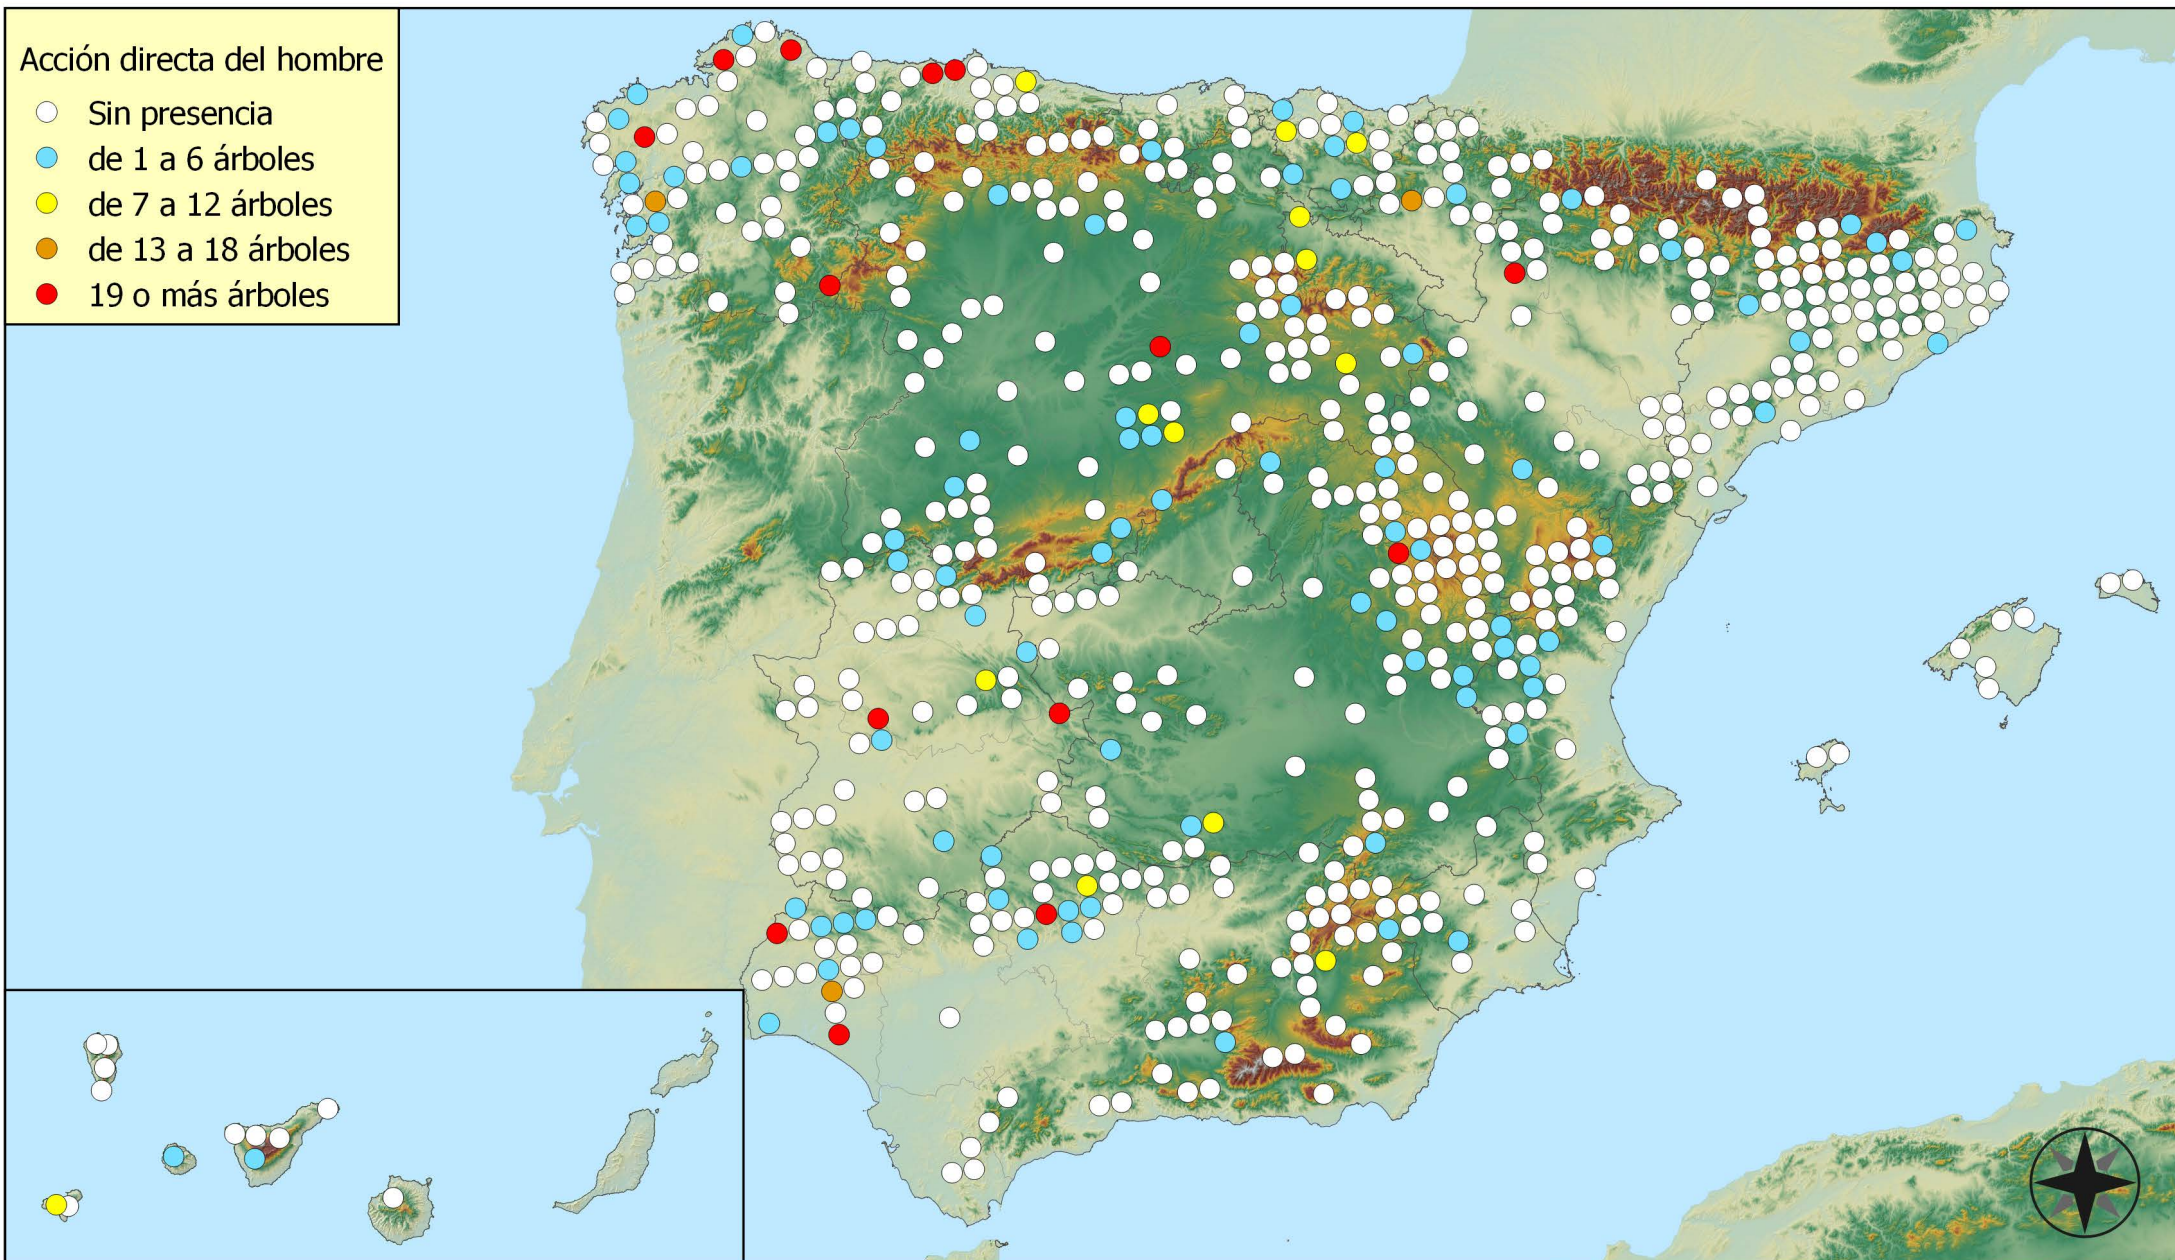 Acción directa del hombre
Sin presencia
de 1 a 6 árboles
de 7 a 12 árboles
de 13 a 18 árboles
19 o más árboles